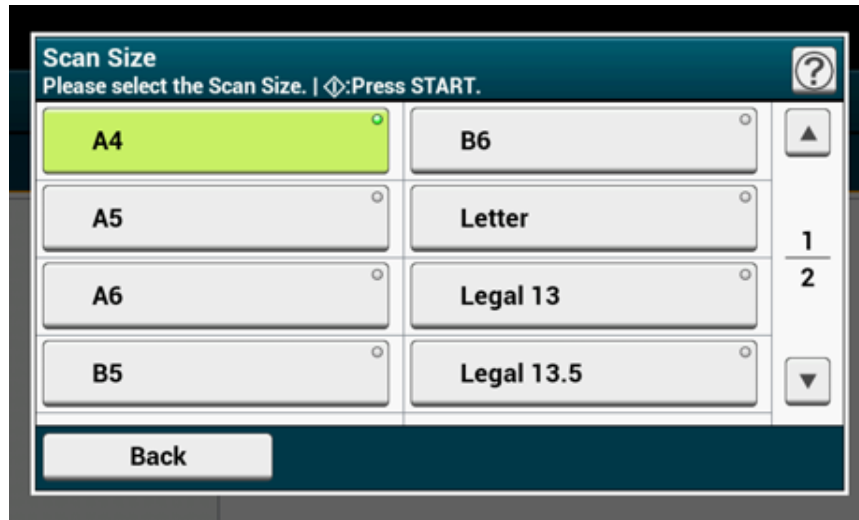 Scan Size
Please select the Scan Size. | :Press START.
?
A4
B6
A5
Letter
1
2
A6
Legal 13
B5
Legal 13.5
Back